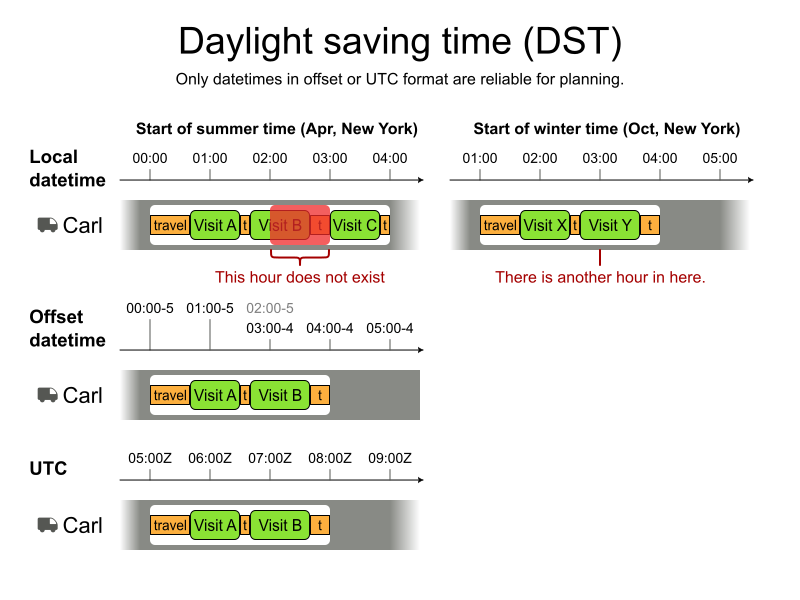 Daylight saving time (DST)
Only datetimes in offset or UTC format are reliable for planning.
Start of summer time (Apr, New York)
Local
datetime
00:00 01:00 02:00 03:00 04:00
Carl
travel Visit A t Visit B t Visit C t
This hour does not exist
Start of winter time (Oct, New York)
01:00 02:00 03:00 04:00 05:00
travel Visit X t Visit Y t
There is another hour in here.
Offset
datetime
00:00-5 01:00-5 02:00-5
03:00-4 04:00-4 05:00-4
Carl
travel Visit A t Visit B t
UTC
05:00Z 06:00Z 07:00Z 08:00Z 09:00Z
Carl
travel Visit A t Visit B t